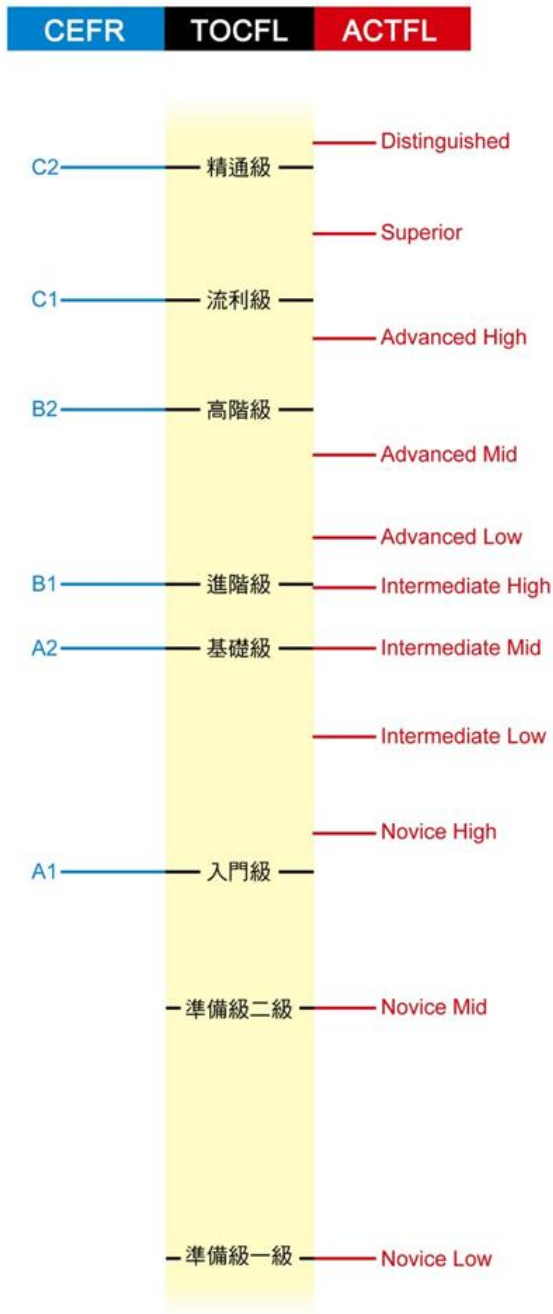 CEFR TOCFL ACTFL
Distinguished
C2 精通級
Superior
C1 流利級
Advanced High
B2 高階級
Advanced Mid
Advanced Low
B1 進階級 Intermediate High
A2 基礎級 Intermediate Mid
Intermediate Low
Novice High
A1 入門級
準備級二級 Novice Mid
準備級一級 Novice Low